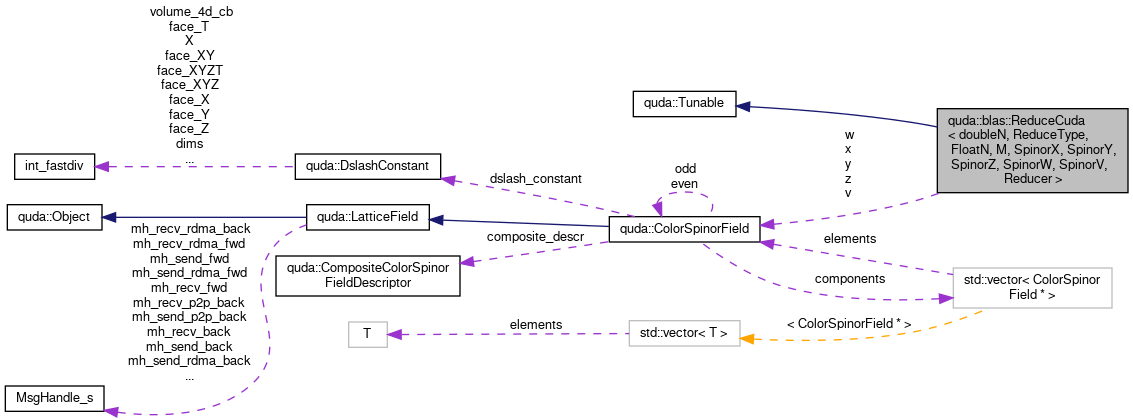 volume_4d_cb
face_T
X
face_XY
face_XYZT
face_XYZ
face_X
face_Y
face_Z
dims
...
int_fastdiv
quda::DslashConstant
quda::Tunable
quda::blas::ReduceCuda
< doubleN, ReduceType,
FloatN, M, SpinorX, SpinorY,
SpinorZ, SpinorW, SpinorV,
Reducer >
w
x
y
z
v
dslash_constant
odd
even
quda::Object
quda::LatticeField
quda::ColorSpinorField
composite_descr
elements
mh_recv_rdma_back
mh_recv_rdma_fwd
mh_send_fwd
mh_send_rdma_fwd
mh_recv_fwd
mh_recv_p2p_back
mh_send_p2p_back
mh_recv_back
mh_send_back
mh_send_rdma_back
...
quda::CompositeColorSpinor
FieldDescriptor
components
std::vector< ColorSpinor
Field * >
T
elements
std::vector< T >
< ColorSpinorField * >
MsgHandle_s